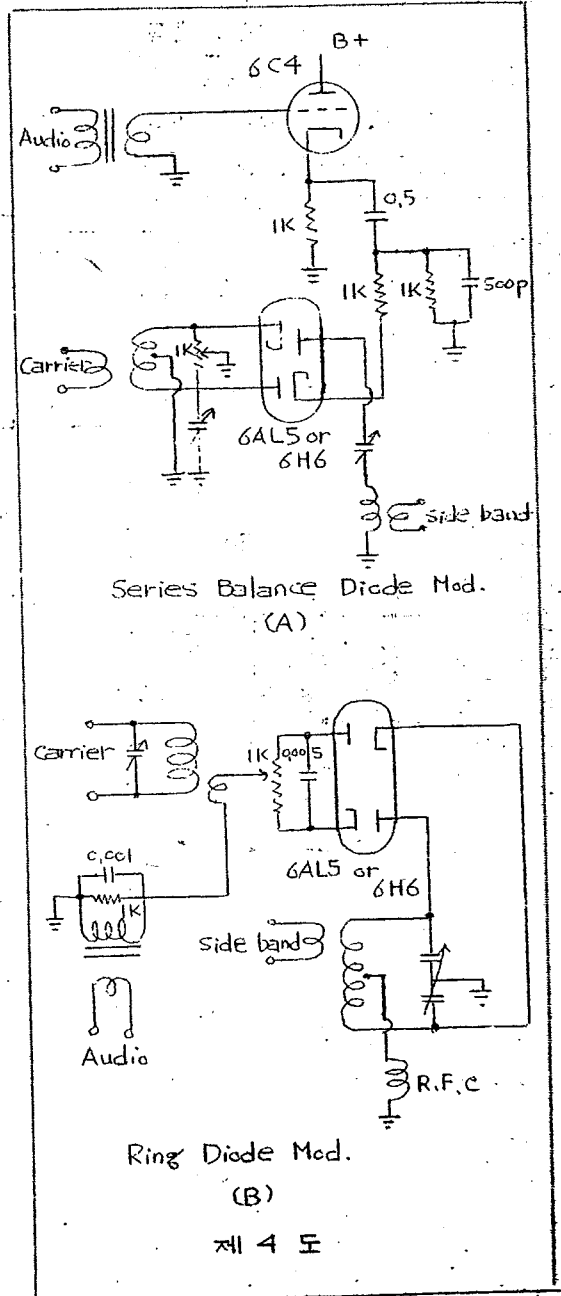 B+
6C4
Audio
0.5
1K
1K
1K
500p
1K
Carrier
6AL5 or
6H6
side band
Series Balance Diode Mod.
(A)
Carrier
1K
0.005
0.001
1K
6AL5 or
6H6
Side band
Audio
R.F.C
Ring Diode Mod.
(B)
제 4 도